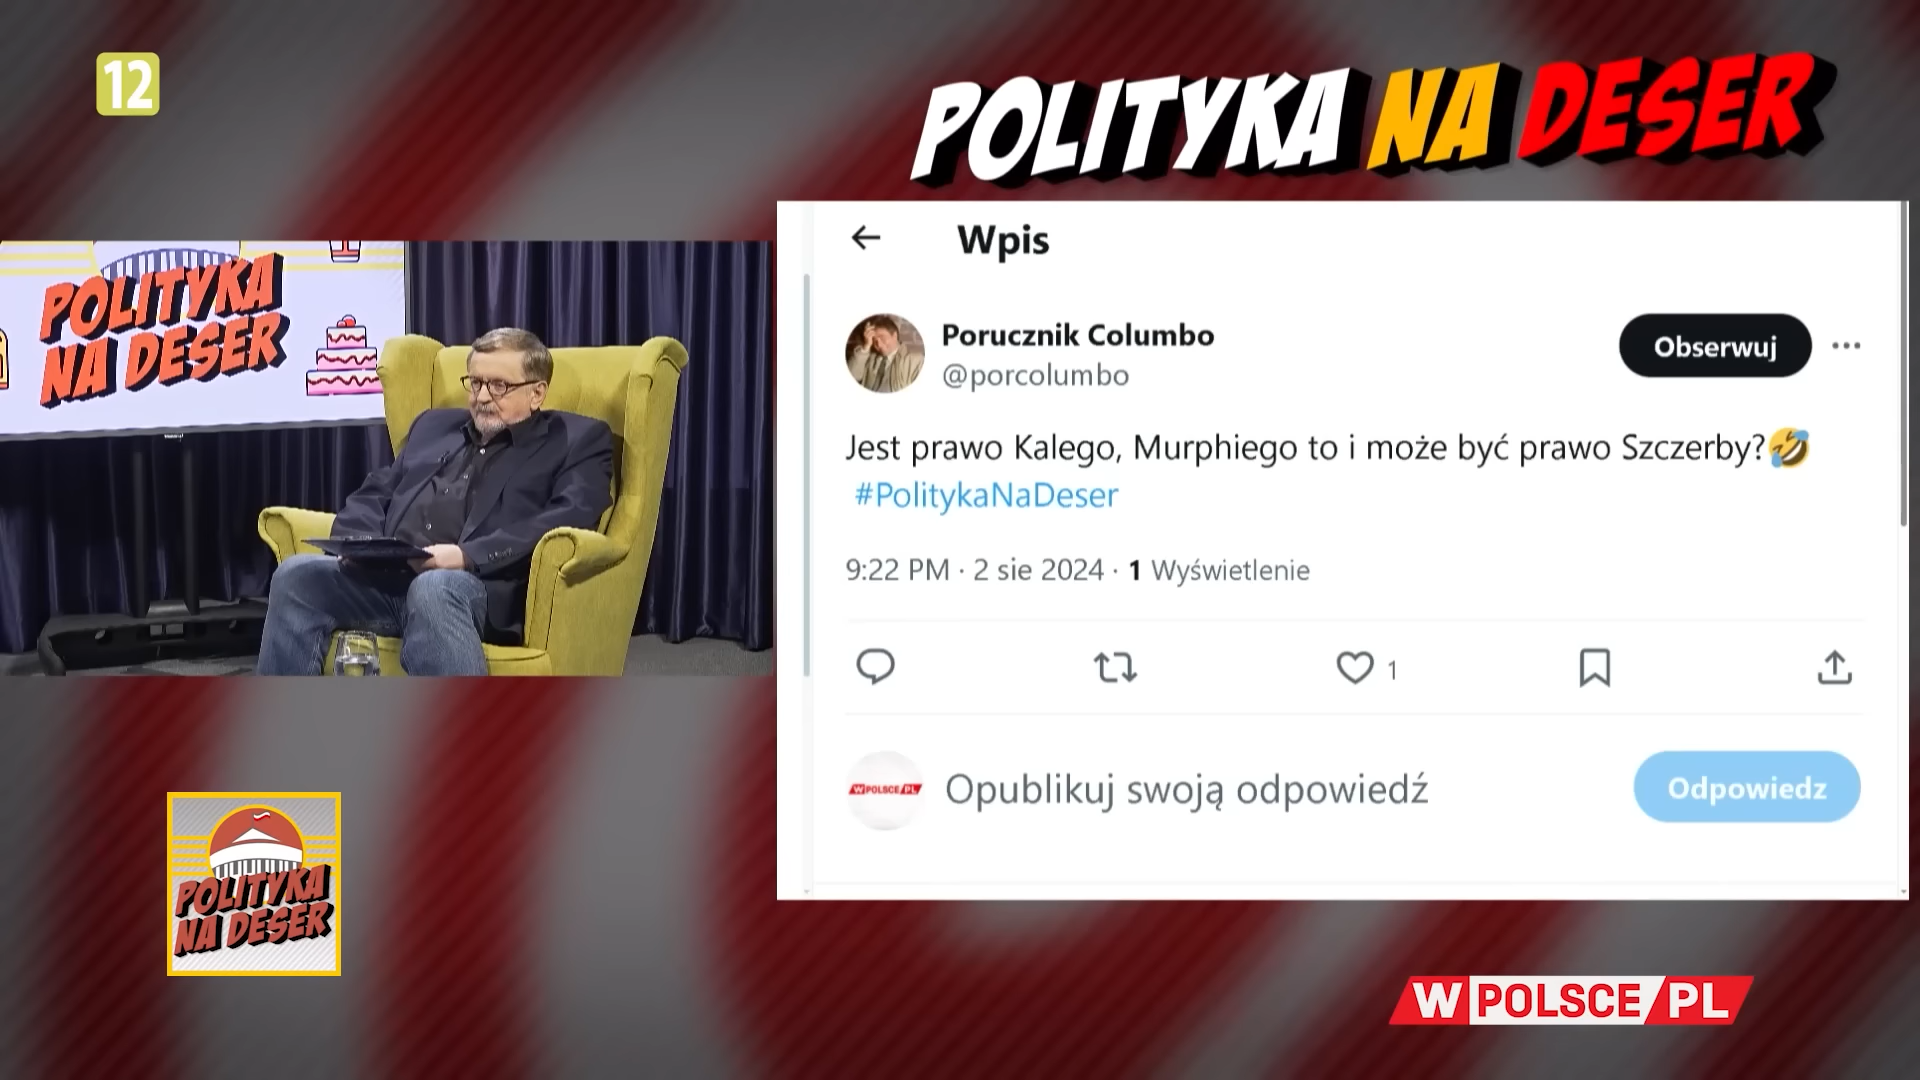 12
POLITYKA NA DESER
POLITYKA
NA DESER
Wpis
Porucznik Columbo
@porcolumbo
Obserwuj
Jest prawo Kalego, Murphiego to i może być prawo Szczerby?🤣
#PolitykaNaDeser
9:22 PM · 2 sie 2024 · 1 Wyświetlenie
1
WPOLSCE/PL
Opublikuj swoją odpowiedź
Odpowiedz
POLITYKA
NA DESER
W POLSCE/PL